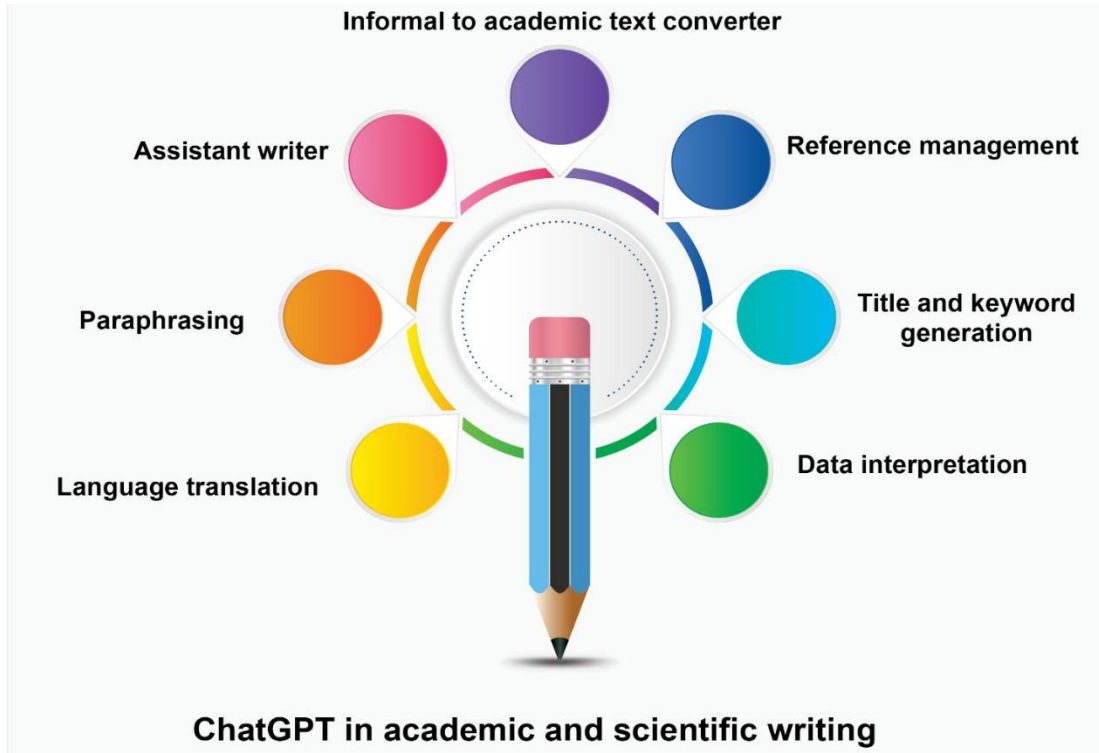 Informal to academic text converter
Assistant writer
Reference management
Paraphrasing
Title and keyword
generation
Language translation
Data interpretation
ChatGPT in academic and scientific writing